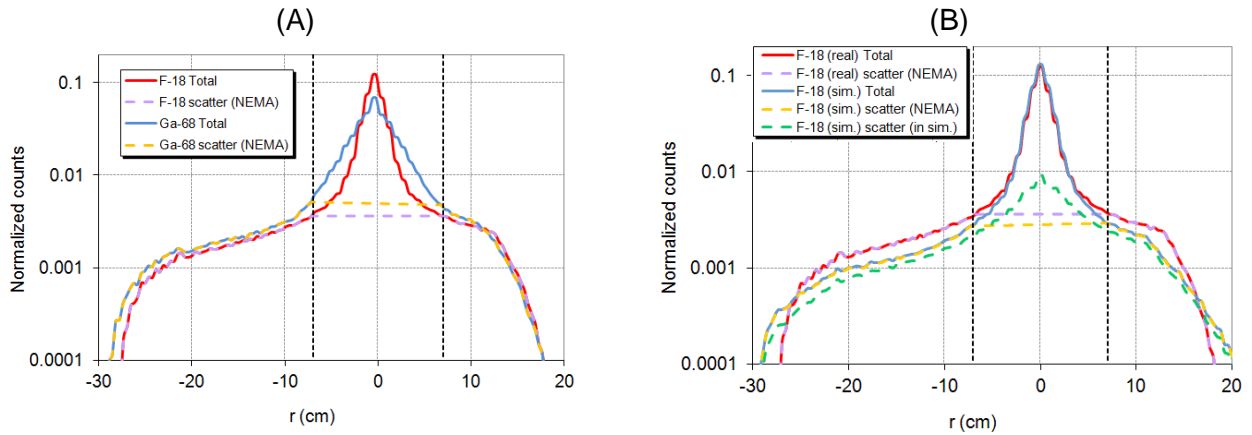 (A)
F-18 Total
F-18 scatter (NEMA)
Ga-68 Total
Ga-68 scatter (NEMA)
Normalized counts
0.1
0.01
0.001
0.0001
-30 -20 -10 0 10 20
r (cm)
(B)
F-18 (real) Total
F-18 (real) scatter (NEMA)
F-18 (sim.) Total
F-18 (sim.) scatter (NEMA)
F-18 (sim.) scatter (in sim.)
Normalized counts
0.1
0.01
0.001
0.0001
-30 -20 -10 0 10 20
r (cm)